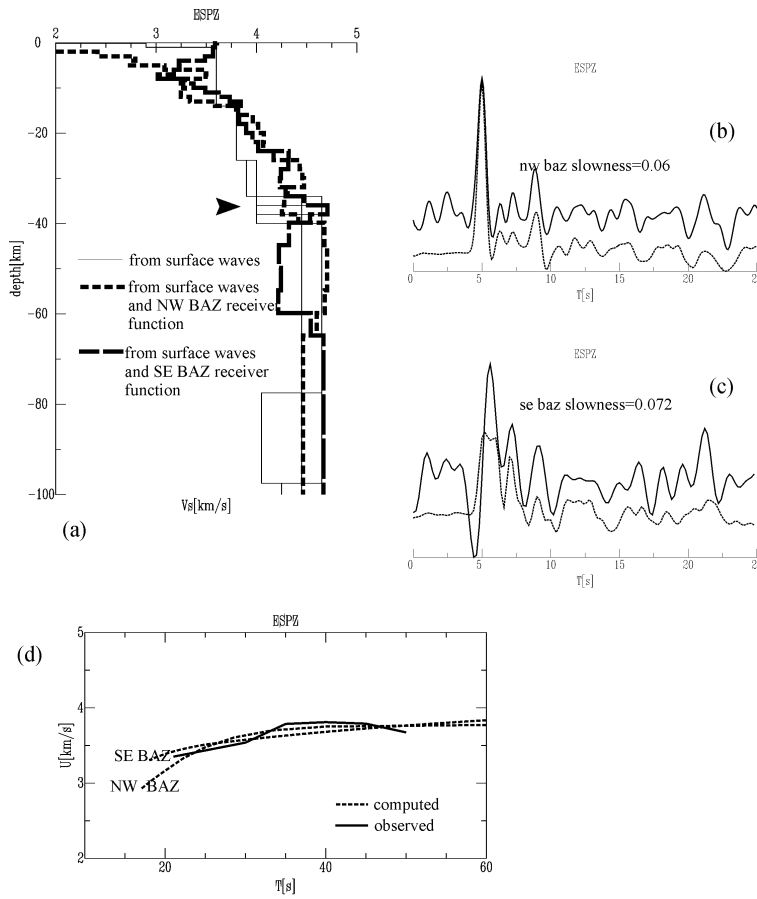 ESPZ
2 3 4 5
0
-20
-40
-60
-80
-100
depth[km]
Vs[km/s]
from surface waves
from surface waves
and NW BAZ receiver
function
from surface waves
and SE BAZ receiver
function
(a)
ESPZ
(b)
nw baz slowness=0.06
0 5 10 15 20 25
T[s]
ESPZ
(c)
se baz slowness=0.072
0 5 10 15 20 25
T[s]
(d)
ESPZ
5
4
3
2
U[km/s]
SE BAZ
NW BAZ
computed
observed
20 40 60
T[s]